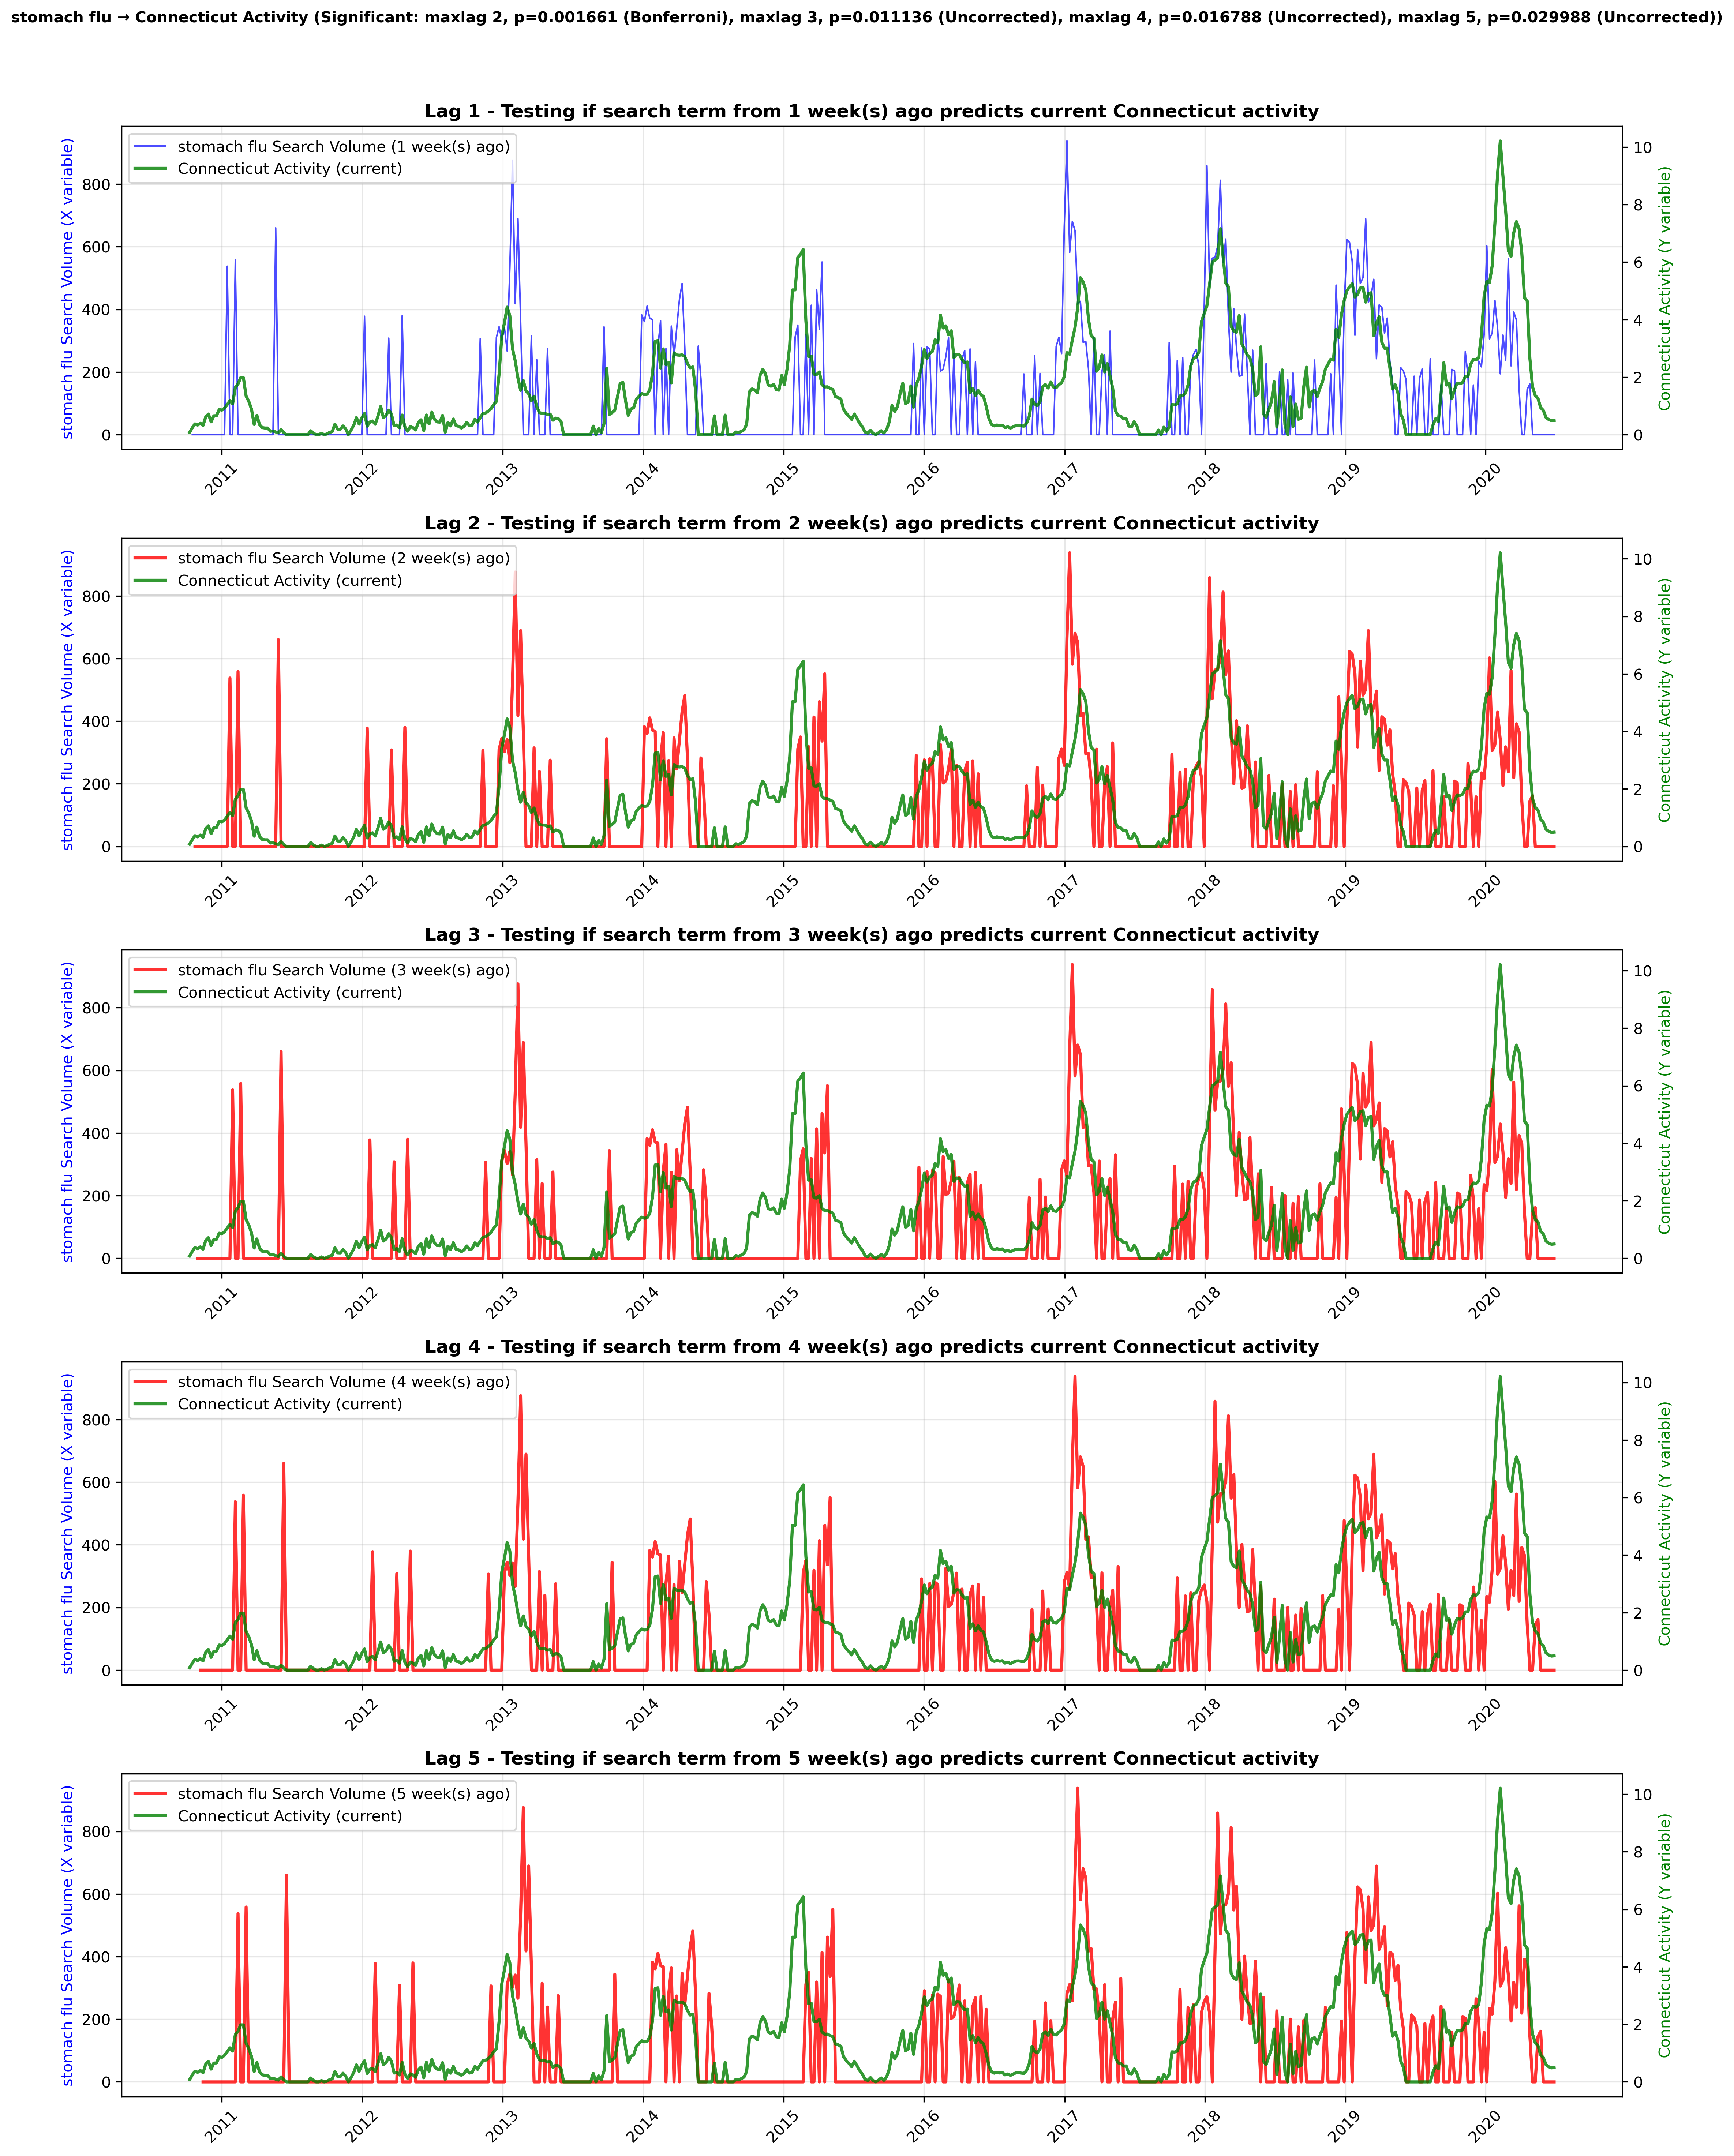 stomach flu → Connecticut Activity (Significant: maxlag 2, p=0.001661 (Bonferroni), maxlag 3, p=0.011136 (Uncorrected), maxlag 4, p=0.016788 (Uncorrected), maxlag 5, p=0.029988 (Uncorrected))
Lag 1 - Testing if search term from 1 week(s) ago predicts current Connecticut activity
stomach flu Search Volume (1 week(s) ago)
Connecticut Activity (current)
stomach flu Search Volume (X variable)
0 200 400 600 800
Connecticut Activity (Y variable)
0 2 4 6 8 10
2011 2012 2013 2014 2015 2016 2017 2018 2019 2020
Lag 2 - Testing if search term from 2 week(s) ago predicts current Connecticut activity
stomach flu Search Volume (2 week(s) ago)
Connecticut Activity (current)
stomach flu Search Volume (X variable)
0 200 400 600 800
Connecticut Activity (Y variable)
0 2 4 6 8 10
2011 2012 2013 2014 2015 2016 2017 2018 2019 2020
Lag 3 - Testing if search term from 3 week(s) ago predicts current Connecticut activity
stomach flu Search Volume (3 week(s) ago)
Connecticut Activity (current)
stomach flu Search Volume (X variable)
0 200 400 600 800
Connecticut Activity (Y variable)
0 2 4 6 8 10
2011 2012 2013 2014 2015 2016 2017 2018 2019 2020
Lag 4 - Testing if search term from 4 week(s) ago predicts current Connecticut activity
stomach flu Search Volume (4 week(s) ago)
Connecticut Activity (current)
stomach flu Search Volume (X variable)
0 200 400 600 800
Connecticut Activity (Y variable)
0 2 4 6 8 10
2011 2012 2013 2014 2015 2016 2017 2018 2019 2020
Lag 5 - Testing if search term from 5 week(s) ago predicts current Connecticut activity
stomach flu Search Volume (5 week(s) ago)
Connecticut Activity (current)
stomach flu Search Volume (X variable)
0 200 400 600 800
Connecticut Activity (Y variable)
0 2 4 6 8 10
2011 2012 2013 2014 2015 2016 2017 2018 2019 2020